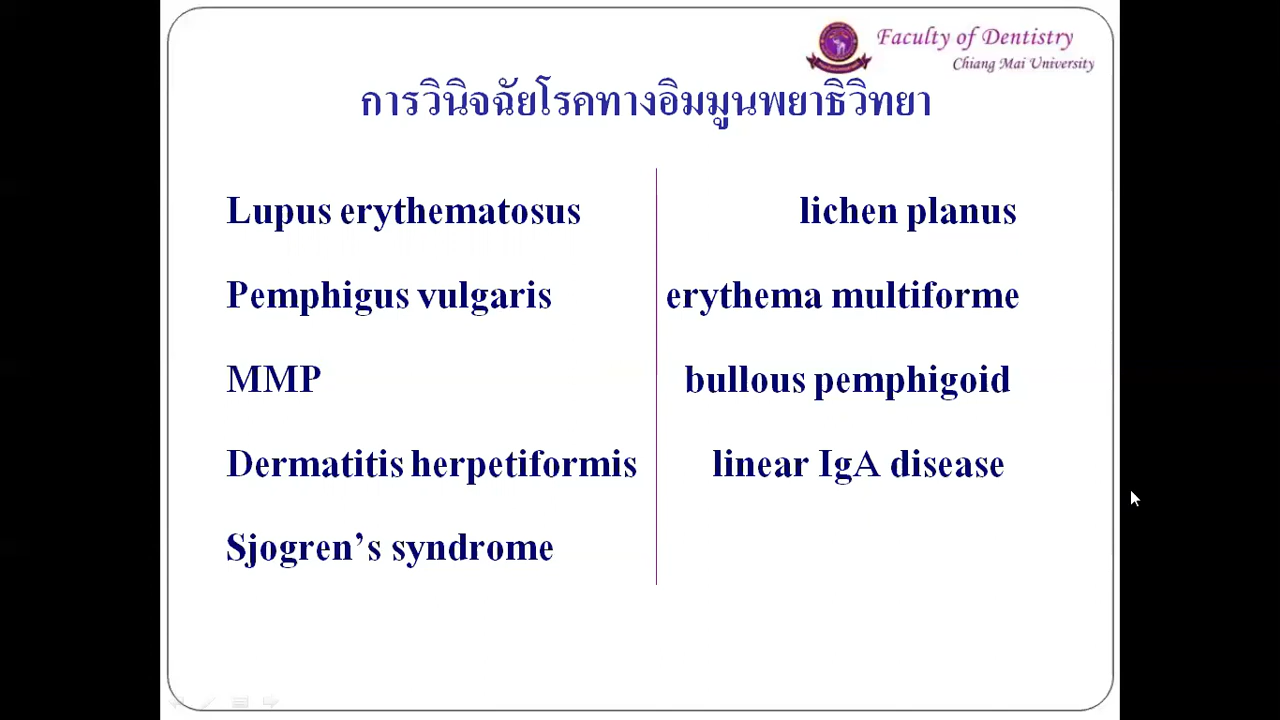 Faculty of Dentistry
Chiang Mai University
การวินิจฉัยโรคทางอิมมูนพยาธิวิทยา
Lupus erythematosus
Pemphigus vulgaris
MMP
Dermatitis herpetiformis
Sjogren’s syndrome
lichen planus
erythema multiforme
bullous pemphigoid
linear IgA disease